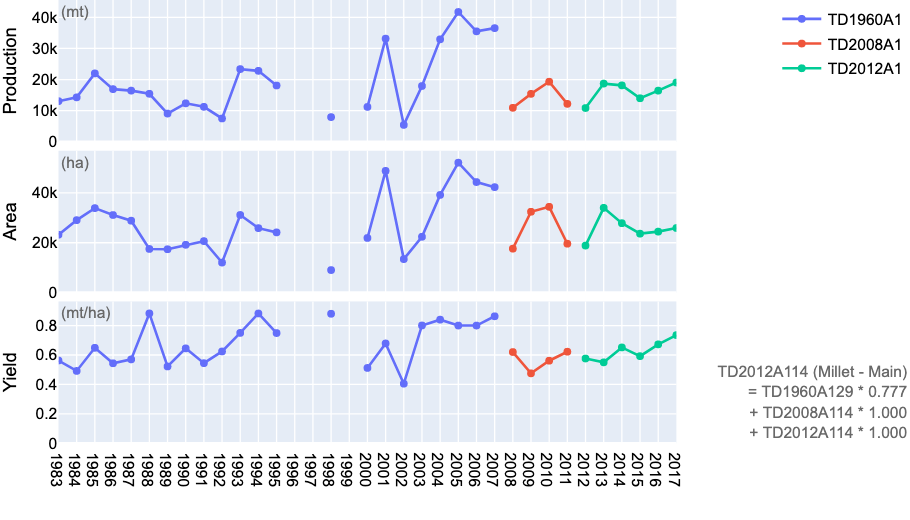 Production
(mt)
40k
30k
20k
10k
0
Area
(ha)
40k
20k
0
Yield
(mt/ha)
0.8
0.6
0.4
0.2
0
1983
1984
1985
1986
1987
1988
1989
1990
1991
1992
1993
1994
1995
1996
1998
1999
2000
2001
2002
2003
2004
2005
2006
2007
2008
2009
2010
2011
2012
2013
2014
2015
2016
2017
TD1960A1
TD2008A1
TD2012A1
TD2012A114 (Millet - Main)
= TD1960A129 * 0.777
+ TD2008A114 * 1.000
+ TD2012A114 * 1.000